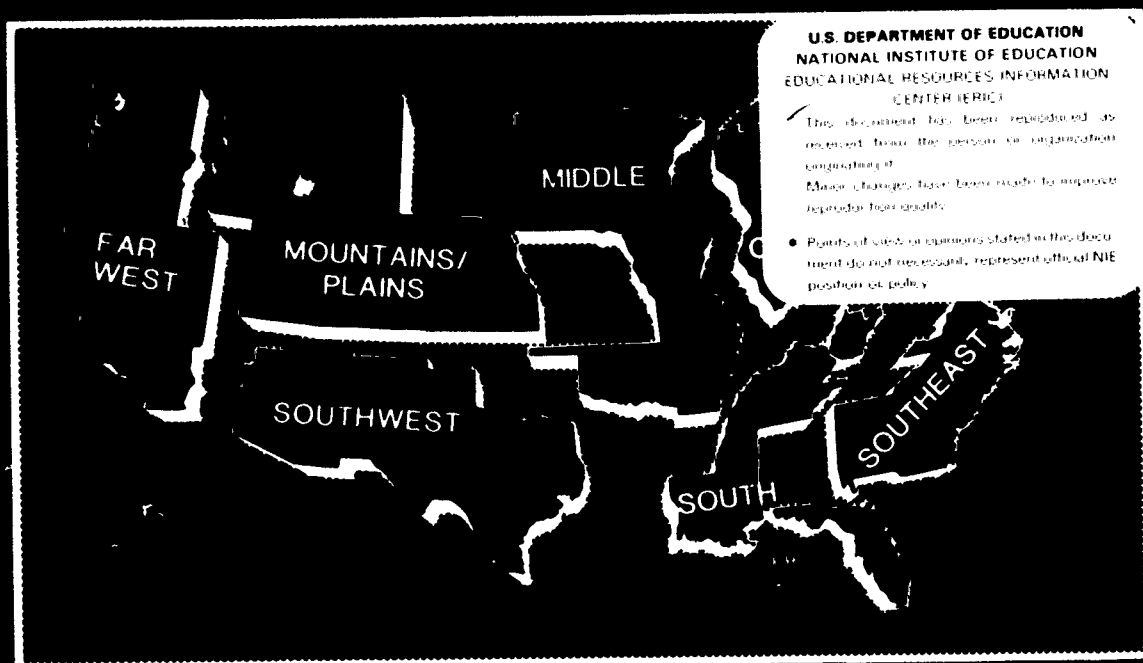 U.S. DEPARTMENT OF EDUCATION
NATIONAL INSTITUTE OF EDUCATION
EDUCATIONAL RESOURCES INFORMATION
CENTER (ERIC)
This document has been reproduced as
received from the person or organization
originating it
Minor changes have been made to improve
reproduction quality
● Points of view or opinions stated in this docu
ment do not necessarily represent official NIE
position or policy
MIDDLE
FAR
WEST
MOUNTAINS/
PLAINS
SOUTHWEST
SOUTHEAST
SOUTH